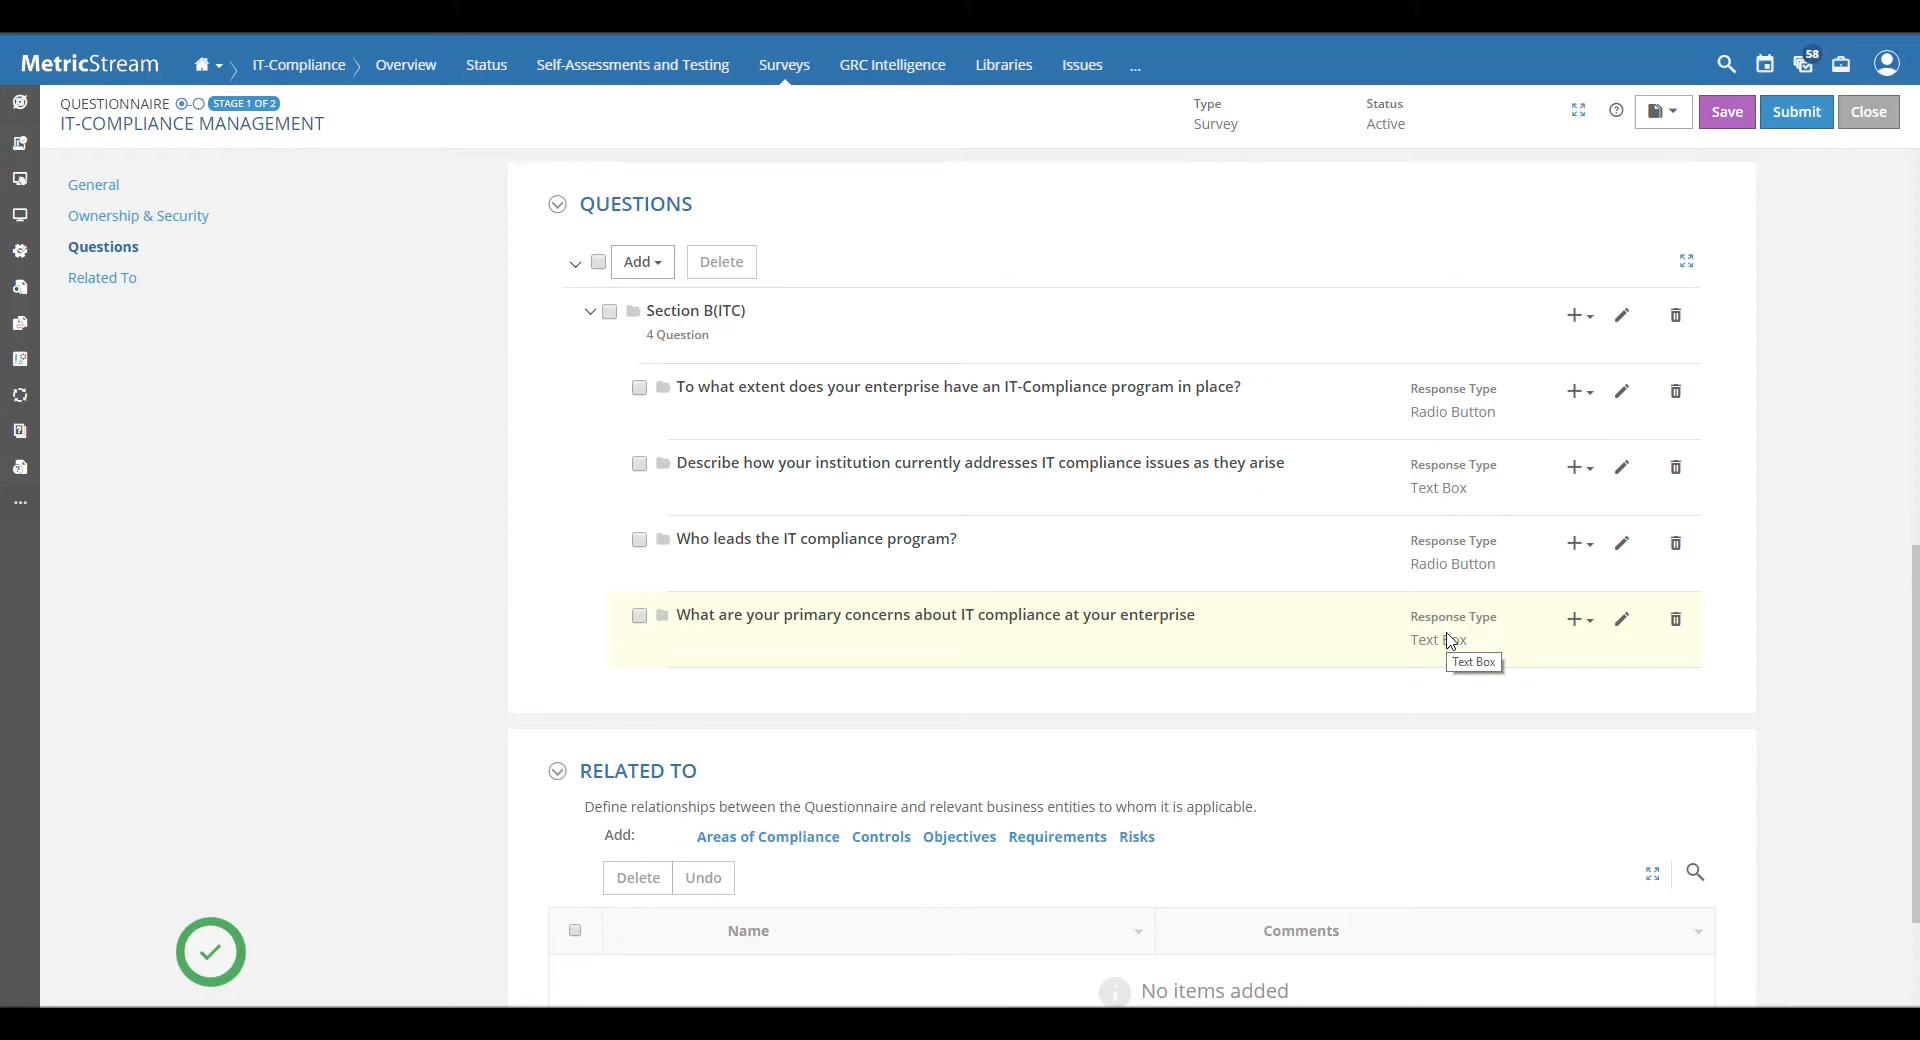 MetricStream
IT-Compliance
Overview
Status
Self-Assessments and Testing
Surveys
GRC Intelligence
Libraries
Issues
...
58
QUESTIONNAIRE STAGE 1 OF 2
IT-COMPLIANCE MANAGEMENT
Type
Survey
Status
Active
Save
Submit
Close
General
Ownership & Security
Questions
Related To
QUESTIONS
Add
Delete
Section B(ITC)
4 Question
To what extent does your enterprise have an IT-Compliance program in place?
Response Type
Radio Button
Describe how your institution currently addresses IT compliance issues as they arise
Response Type
Text Box
Who leads the IT compliance program?
Response Type
Radio Button
What are your primary concerns about IT compliance at your enterprise
Response Type
Text Box
Text Box
RELATED TO
Define relationships between the Questionnaire and relevant business entities to whom it is applicable.
Add: Areas of Compliance Controls Objectives Requirements Risks
Delete
Undo
Name
Comments
No items added